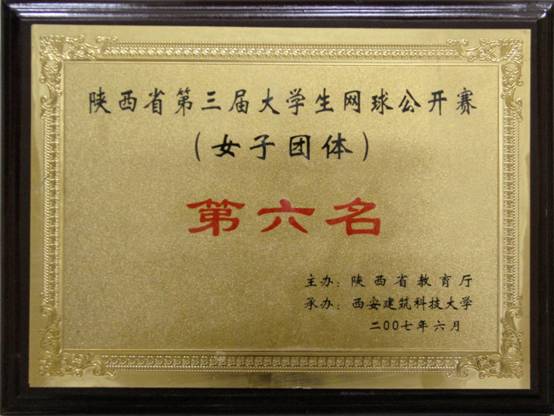 陕西省第三届大学生网球公开赛
（女子团体）
第六名
主办：陕西省教育厅
承办：西安建筑科技大学
二00七年六月